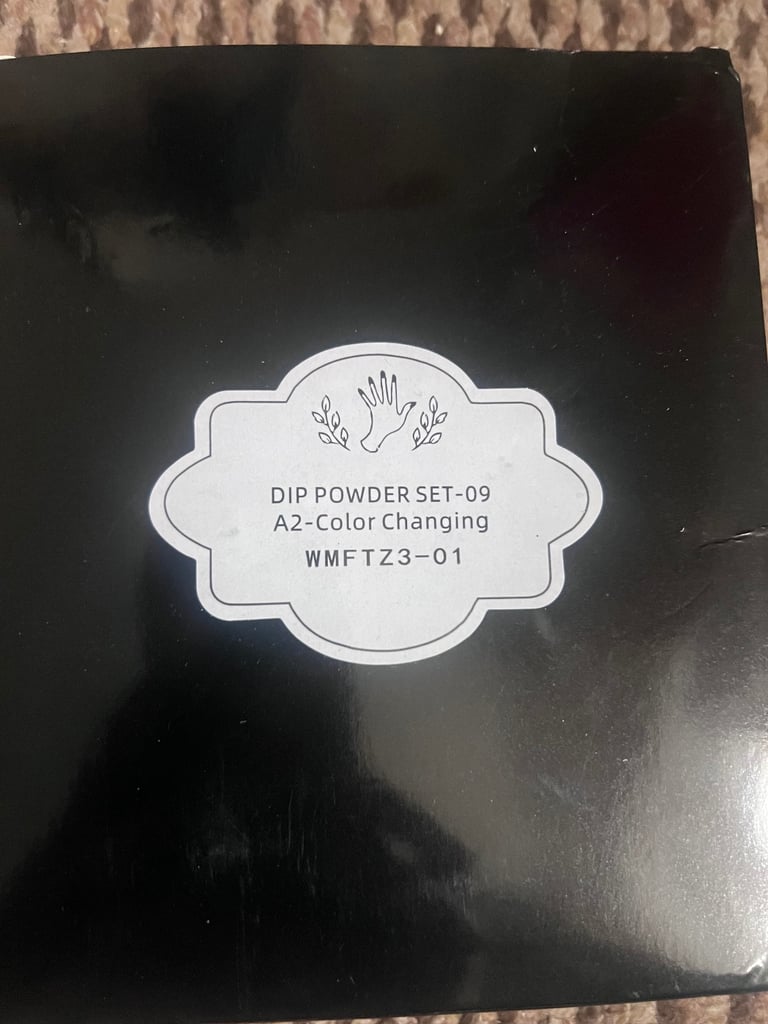 DIP POWDER SET-09
A2-Color Changing
WMFTZ3-01